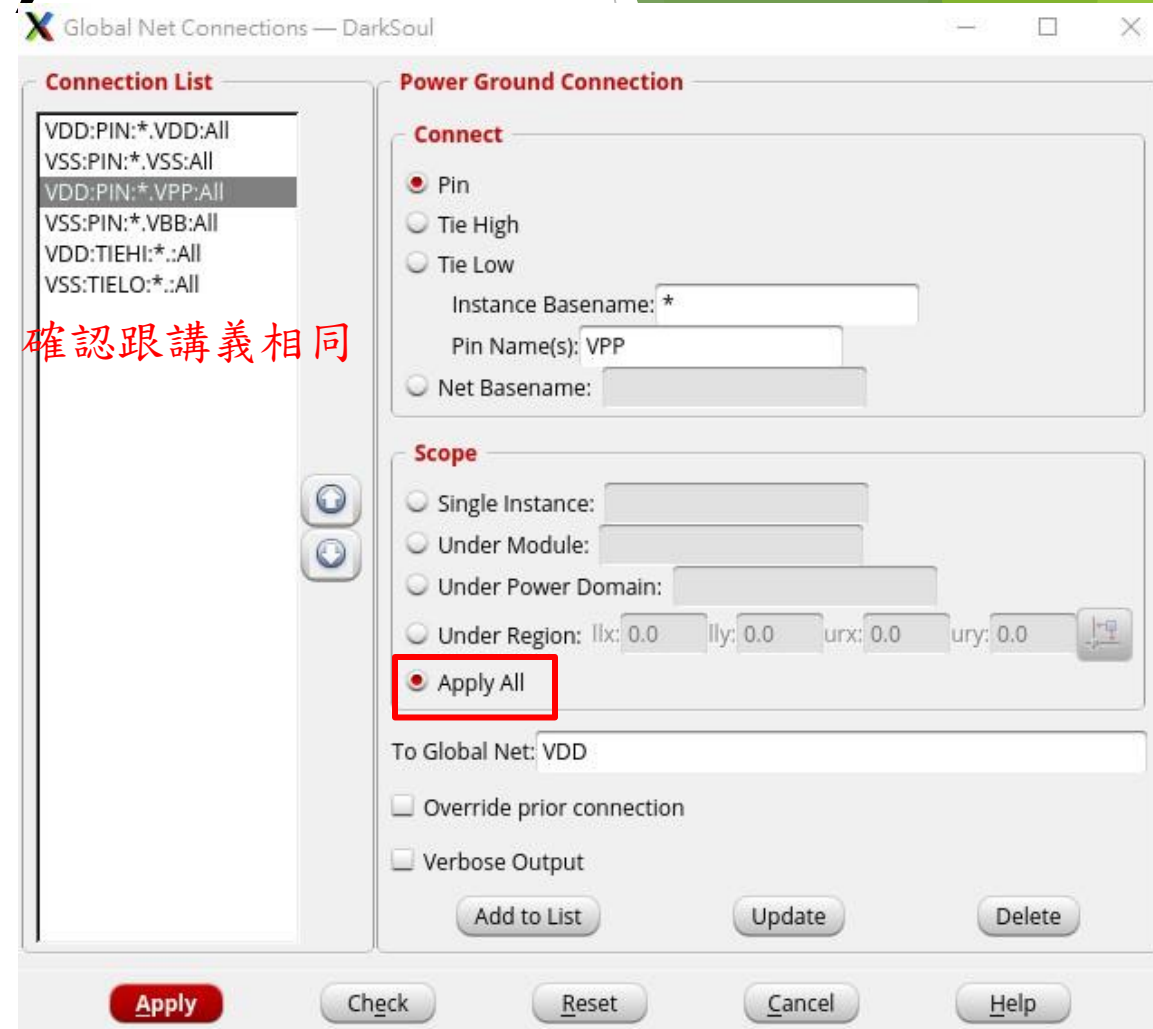 Global Net Connections — DarkSoul
Connection List
VDD:PIN:*.VDD:All
VSS:PIN:*.VSS:All
VDD:PIN:*.VPP:All
VSS:PIN:*.VBB:All
VDD:TIEHI:*.:All
VSS:TIELO:*.:All
確認跟講義相同
Power Ground Connection
Connect
Pin
Tie High
Tie Low
Instance Basename: *
Pin Name(s): VPP
Net Basename:
Scope
Single Instance:
Under Module:
Under Power Domain:
Under Region: llx: 0.0 lly: 0.0 urx: 0.0 ury: 0.0
Apply All
To Global Net: VDD
Override prior connection
Verbose Output
Add to List Update Delete
Apply Check Reset Cancel Help